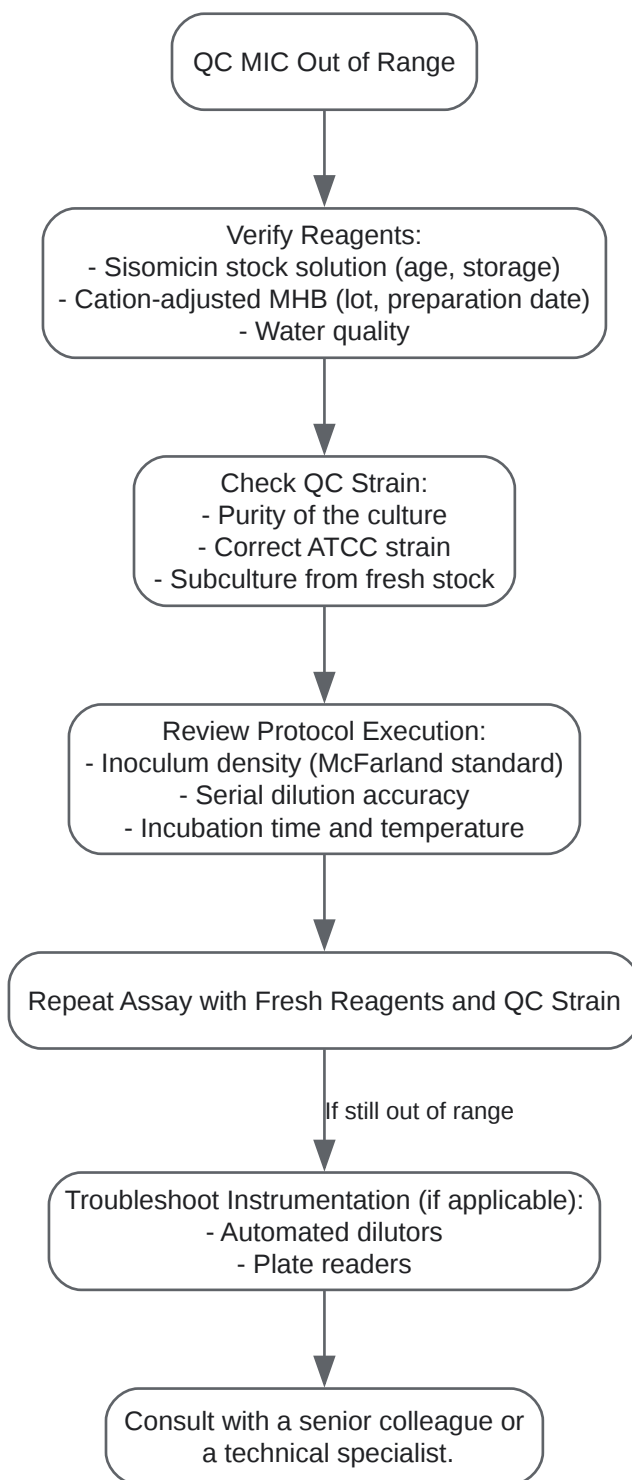 QC MIC Out of Range
Verify Reagents:
- Sisomicin stock solution (age, storage)
- Cation-adjusted MHB (lot, preparation date)
- Water quality
Check QC Strain:
- Purity of the culture
- Correct ATCC strain
- Subculture from fresh stock
Review Protocol Execution:
- Inoculum density (McFarland standard)
- Serial dilution accuracy
- Incubation time and temperature
Repeat Assay with Fresh Reagents and QC Strain
If still out of range
Troubleshoot Instrumentation (if applicable):
- Automated dilutors
- Plate readers
Consult with a senior colleague or
a technical specialist.